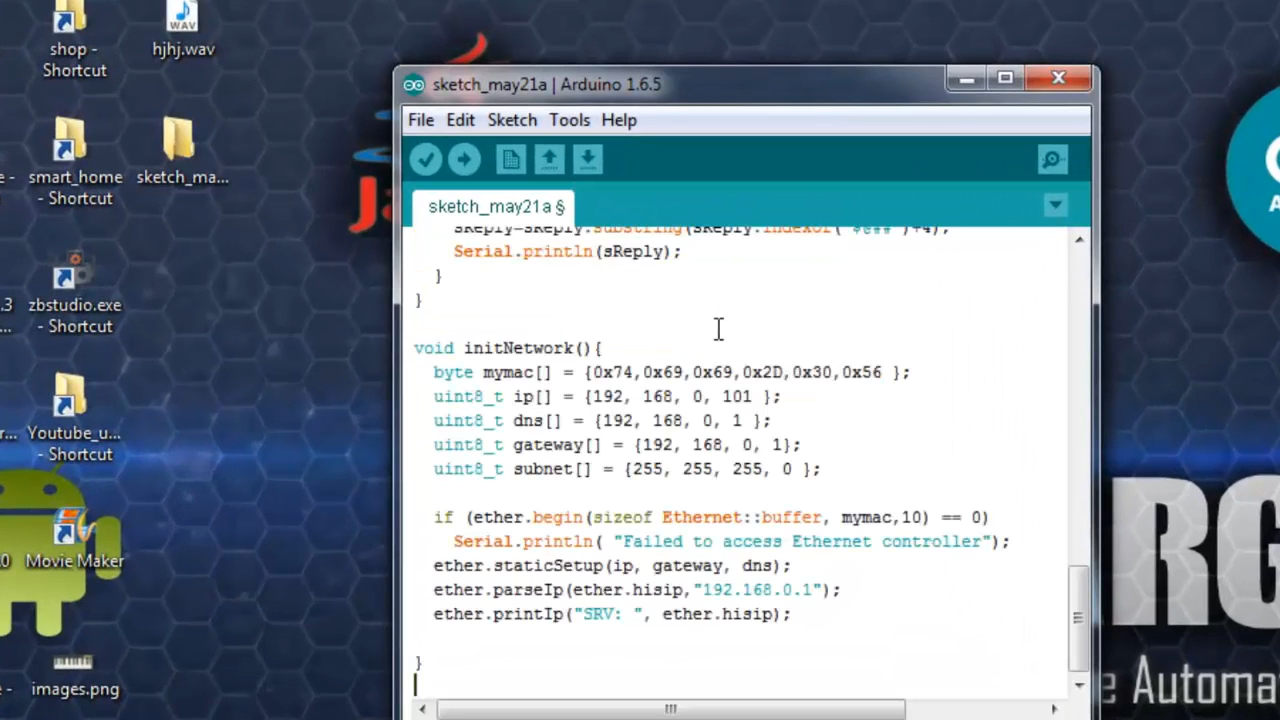 shop -
Shortcut
hjhj.wav
WAV
smart_home
- Shortcut
sketch_ma...
zbstudio.exe
- Shortcut
Youtube_u...
- Shortcut
Movie Maker
images.png
sketch_may21a | Arduino 1.6.5
File Edit Sketch Tools Help
sketch_may21a §
Serial.println(sReply);
}
}
void initNetwork(){
byte mymac[] = {0x74,0x69,0x69,0x2D,0x30,0x56 };
uint8_t ip[] = {192, 168, 0, 101 };
uint8_t dns[] = {192, 168, 0, 1 };
uint8_t gateway[] = {192, 168, 0, 1};
uint8_t subnet[] = {255, 255, 255, 0 };
if (ether.begin(sizeof Ethernet::buffer, mymac,10) == 0)
Serial.println( "Failed to access Ethernet controller");
ether.staticSetup(ip, gateway, dns);
ether.parseIp(ether.hisip,"192.168.0.1");
ether.printIp("SRV: ", ether.hisip);
}